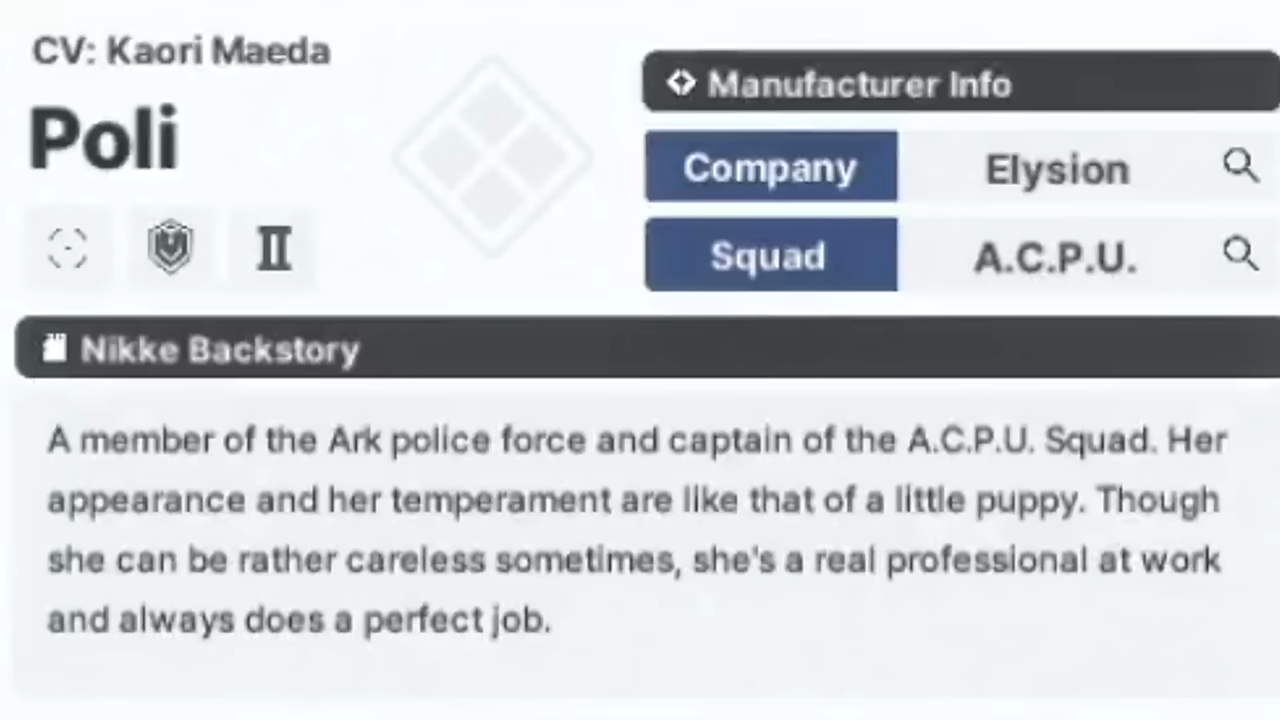 CV: Kaori Maeda
Poli
II
Manufacturer Info
Company Elysion
Squad A.C.P.U.
Nikke Backstory
A member of the Ark police force and captain of the A.C.P.U. Squad. Her
appearance and her temperament are like that of a little puppy. Though
she can be rather careless sometimes, she's a real professional at work
and always does a perfect job.